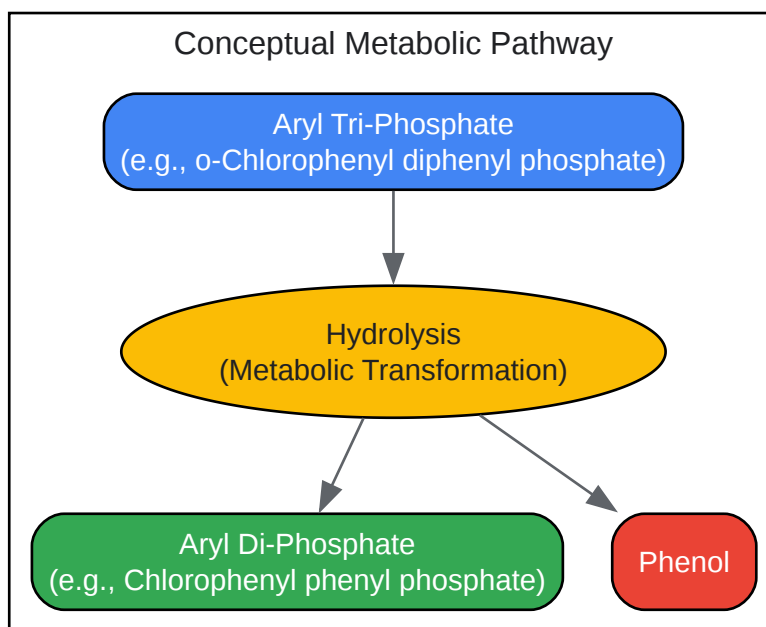 Conceptual Metabolic Pathway
Aryl Tri-Phosphate
(e.g., o-Chlorophenyl diphenyl phosphate)
Hydrolysis
(Metabolic Transformation)
Aryl Di-Phosphate
(e.g., Chlorophenyl phenyl phosphate)
Phenol